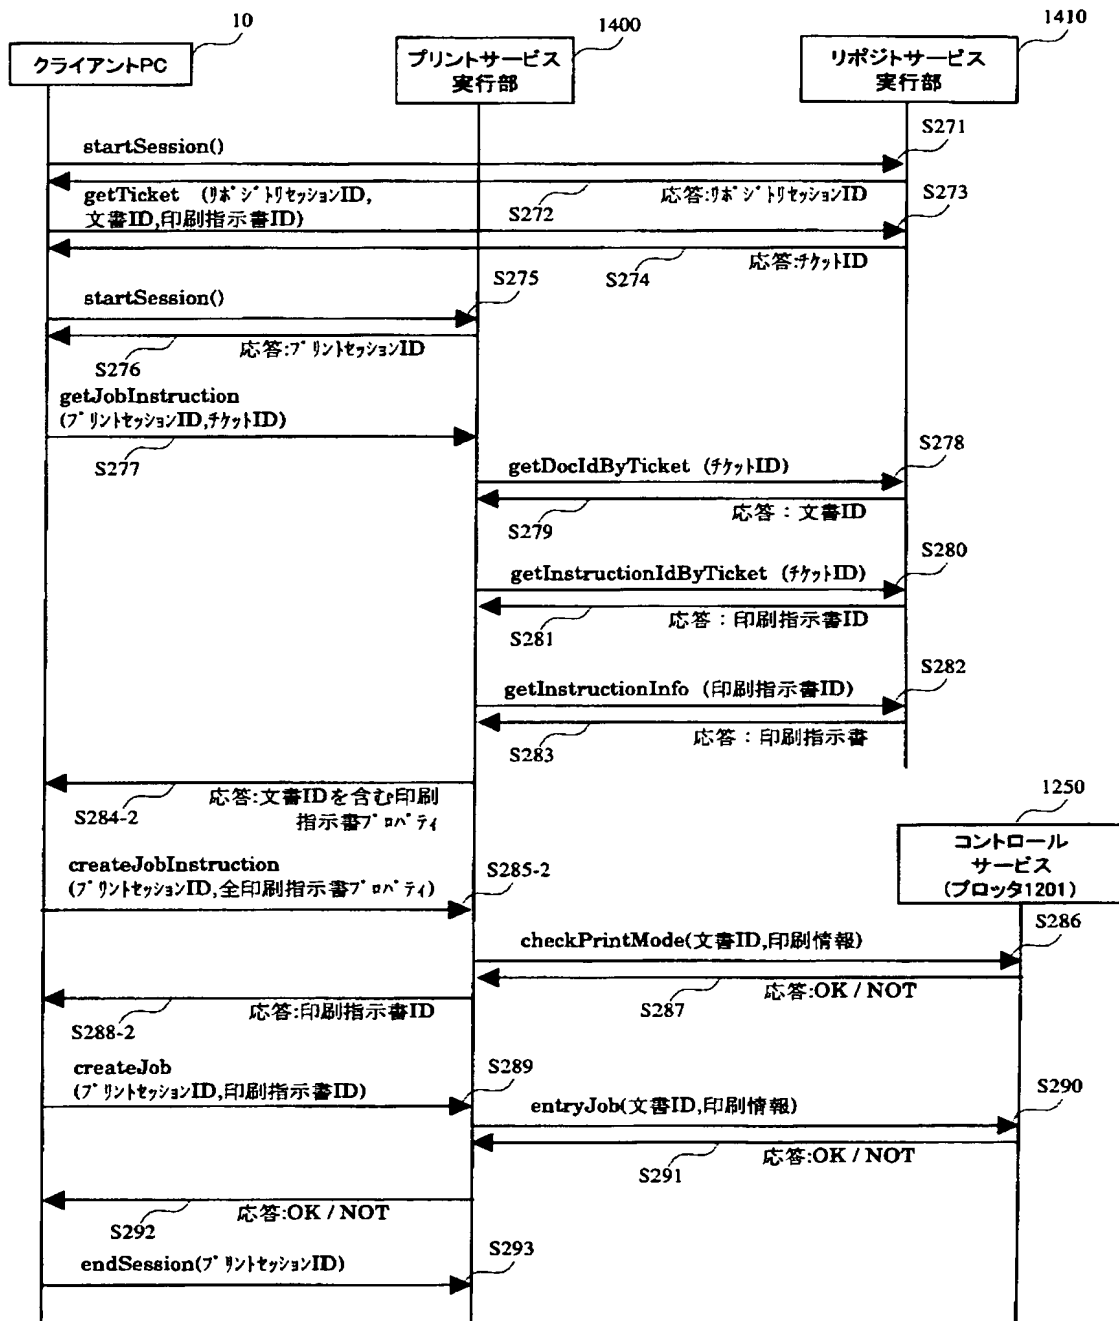 10
1400
1410
クライアントPC
プリントサービス
実行部
リポジトサービス
実行部
startSession()
S271
getTicket (リポジトリセッションID,
文書ID,印刷指示書ID)
S272
応答:リポジトリセッションID
S273
S274
応答:チケットID
startSession()
S275
S276
応答:プリントセッションID
getJobInstruction
(プリントセッションID,チケットID)
S277
getDocIdByTicket (チケットID)
S278
S279
応答：文書ID
getInstructionIdByTicket (チケットID)
S280
S281
応答：印刷指示書ID
getInstructionInfo (印刷指示書ID)
S282
S283
応答：印刷指示書
S284-2
応答:文書IDを含む印刷
指示書プロパティ
1250
コントロール
サービス
(プロッタ1201)
createJobInstruction
(プリントセッションID,全印刷指示書プロパティ)
S285-2
checkPrintMode(文書ID,印刷情報)
S286
S287
応答:OK / NOT
S288-2
応答:印刷指示書ID
createJob
(プリントセッションID,印刷指示書ID)
S289
entryJob(文書ID,印刷情報)
S290
S291
応答:OK / NOT
S292
応答:OK / NOT
endSession(プリントセッションID)
S293